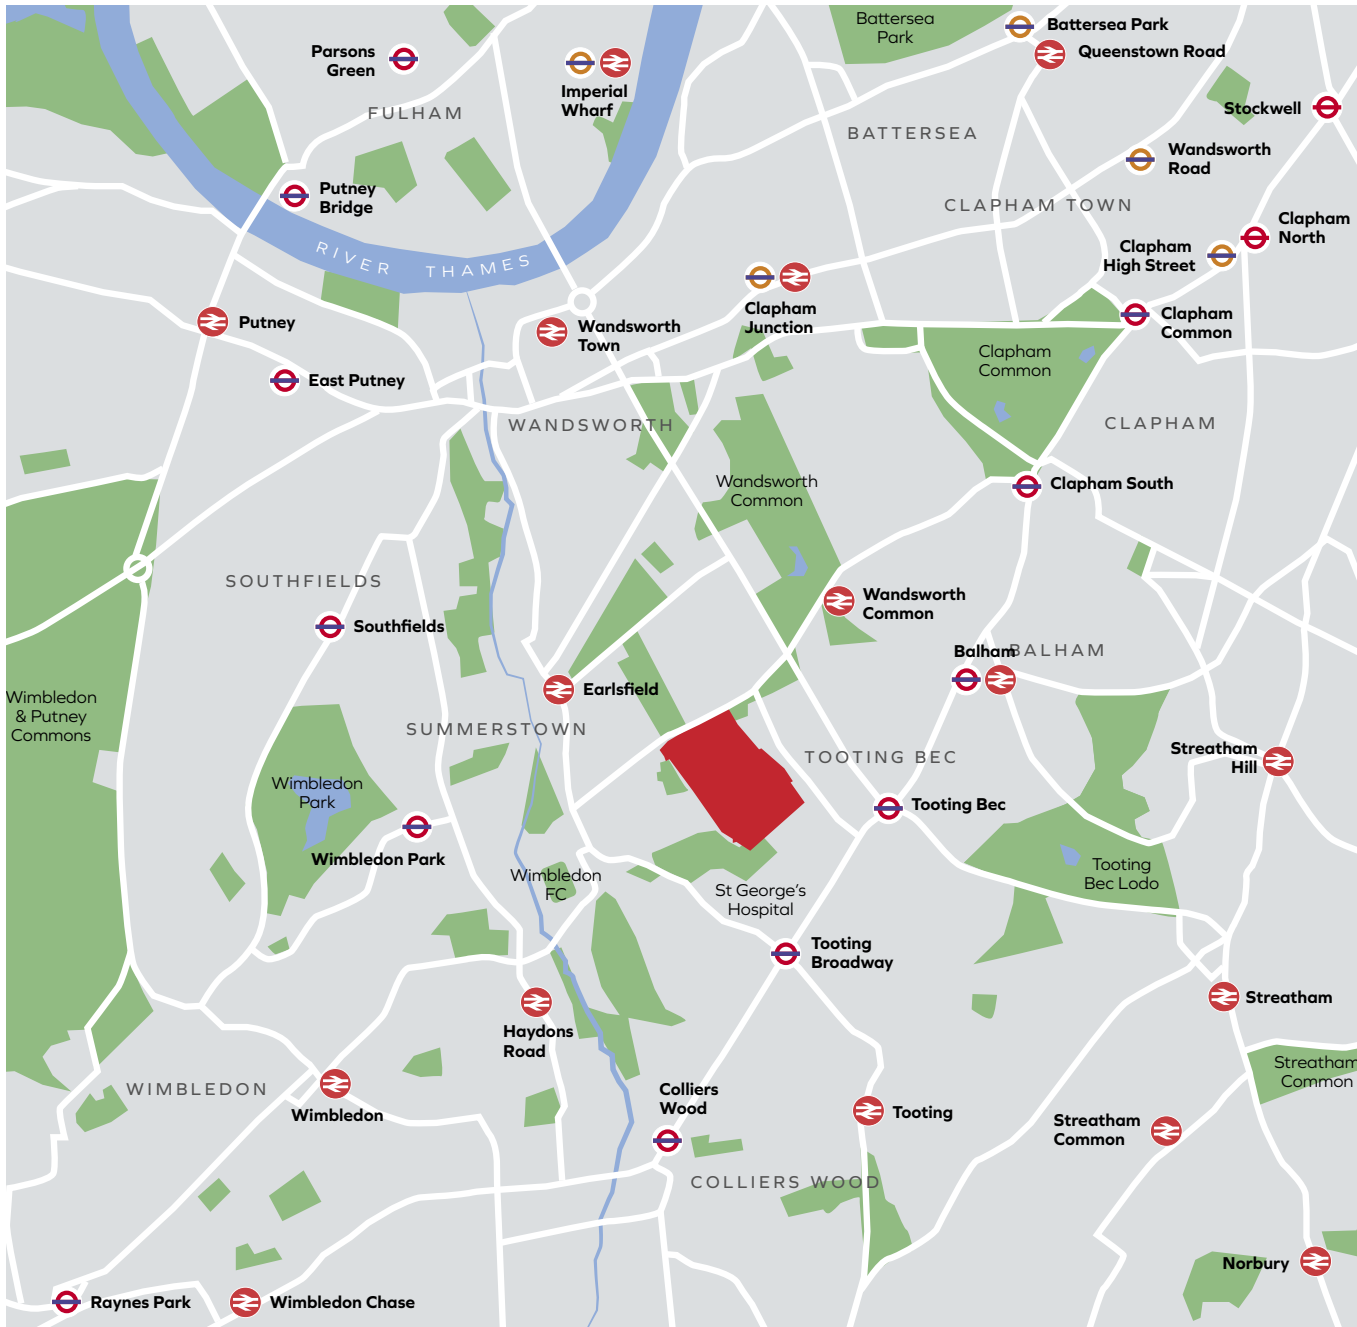 Battersea
Park
Battersea Park
Queenstown Road
Parsons
Green
Imperial
Wharf
FULHAM
Stockwell
BATTERSEA
Wandsworth
Road
Putney
Bridge
CLAPHAM TOWN
Clapham
North
Clapham
High Street
RIVER THAMES
Putney
Wandsworth
Town
Clapham
Junction
Clapham
Common
Clapham
Common
East Putney
WANDSWORTH
CLAPHAM
Wandsworth
Common
Clapham South
SOUTHFIELDS
Wandsworth
Common
Southfields
Balham
BALHAM
Earlsfield
Wimbledon
& Putney
Commons
SUMMERSTOWN
TOOTING BEC
Streatham
Hill
Wimbledon
Park
Tooting Bec
Wimbledon Park
Wimbledon
FC
Tooting
Bec Lodo
St George's
Hospital
Tooting
Broadway
Streatham
Haydons
Road
Streatham
Common
WIMBLEDON
Wimbledon
Colliers
Wood
Tooting
Streatham
Common
COLLIERS WOOD
Norbury
Raynes Park
Wimbledon Chase